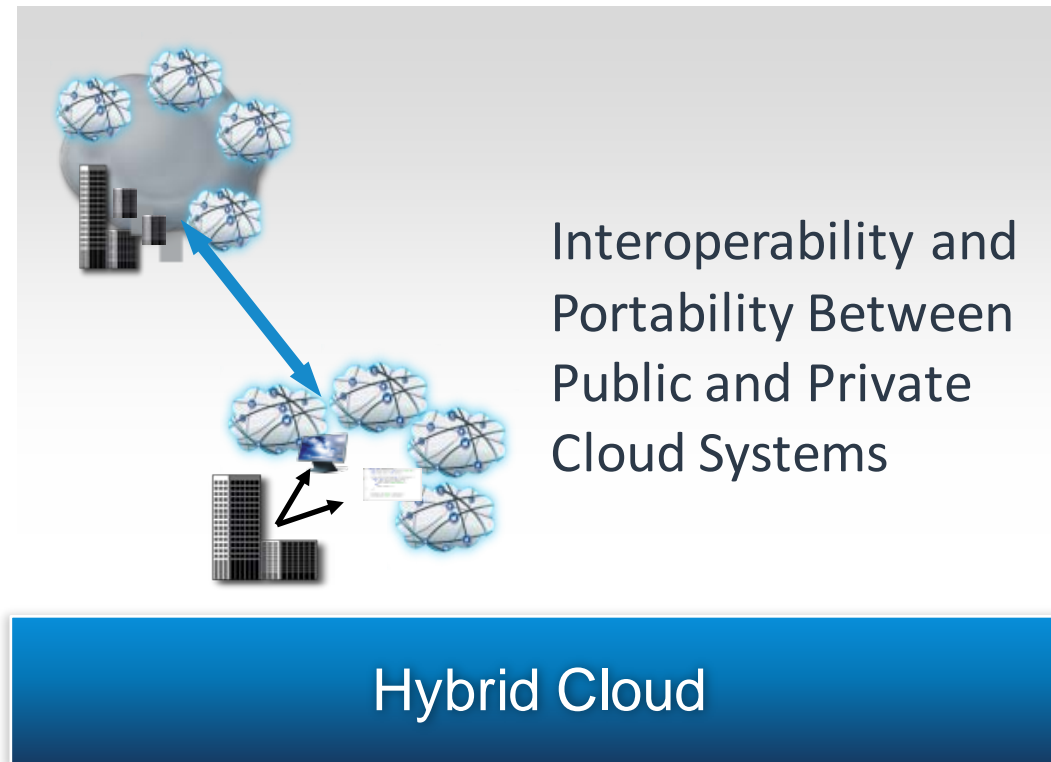 Interoperability and
Portability Between
Public and Private
Cloud Systems
Hybrid Cloud